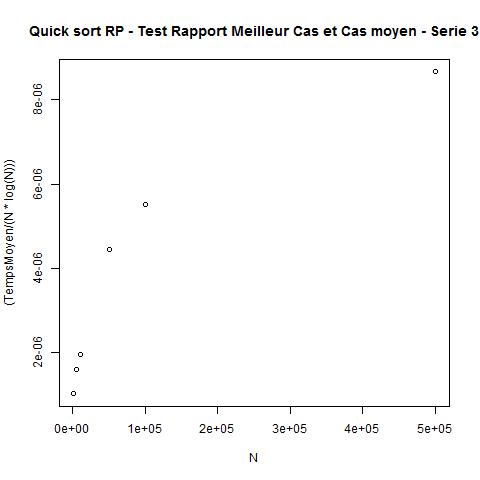 Quick sort RP - Test Rapport Meilleur Cas et Cas moyen - Serie 3
(TempsMoyen/(N * log(N)))
8e-06
6e-06
4e-06
2e-06
0e+00 1e+05 2e+05 3e+05 4e+05 5e+05
N